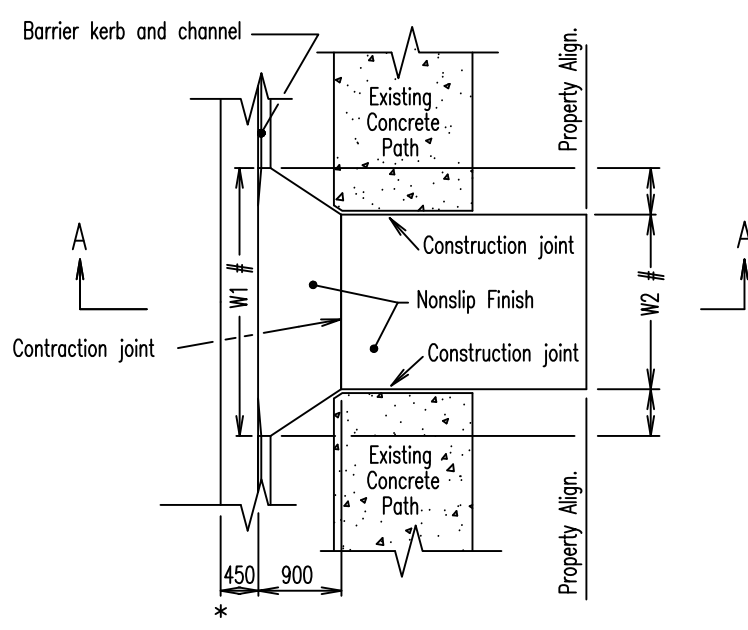 Barrier kerb and channel
Existing
Concrete
Path
Property Align.
A
A
W1 #
Construction joint
Nonslip Finish
W2 #
Contraction joint
Construction joint
Existing
Concrete
Path
Property Align.
450
900
*